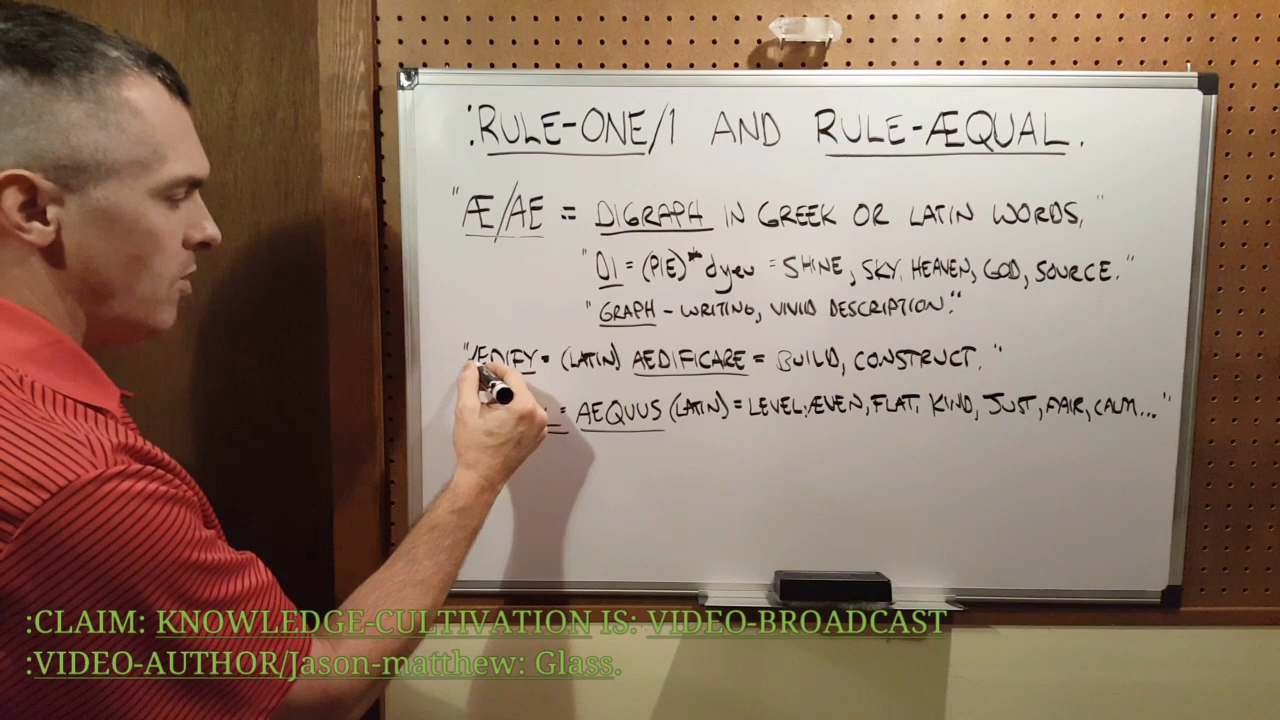 :RULE-ONE/1 AND RULE-ÆQUAL.
"Æ/AE = DIGRAPH IN GREEK OR LATIN WORDS,"
"DI = (PIE)* dyeu = SHINE, SKY, HEAVEN, GOD, SOURCE."
"GRAPH - WRITING, VIVID DESCRIPTION."
"ÆDIFY = (LATIN) AEDIFICARE = BUILD, CONSTRUCT."
= AEQUUS (LATIN) = LEVEL, ÆVEN, FLAT, KIND, JUST, FAIR, CALM..."
:CLAIM: KNOWLEDGE-CULTIVATION IS: VIDEO-BROADCAST
:VIDEO-AUTHOR/Jason-matthew: Glass.